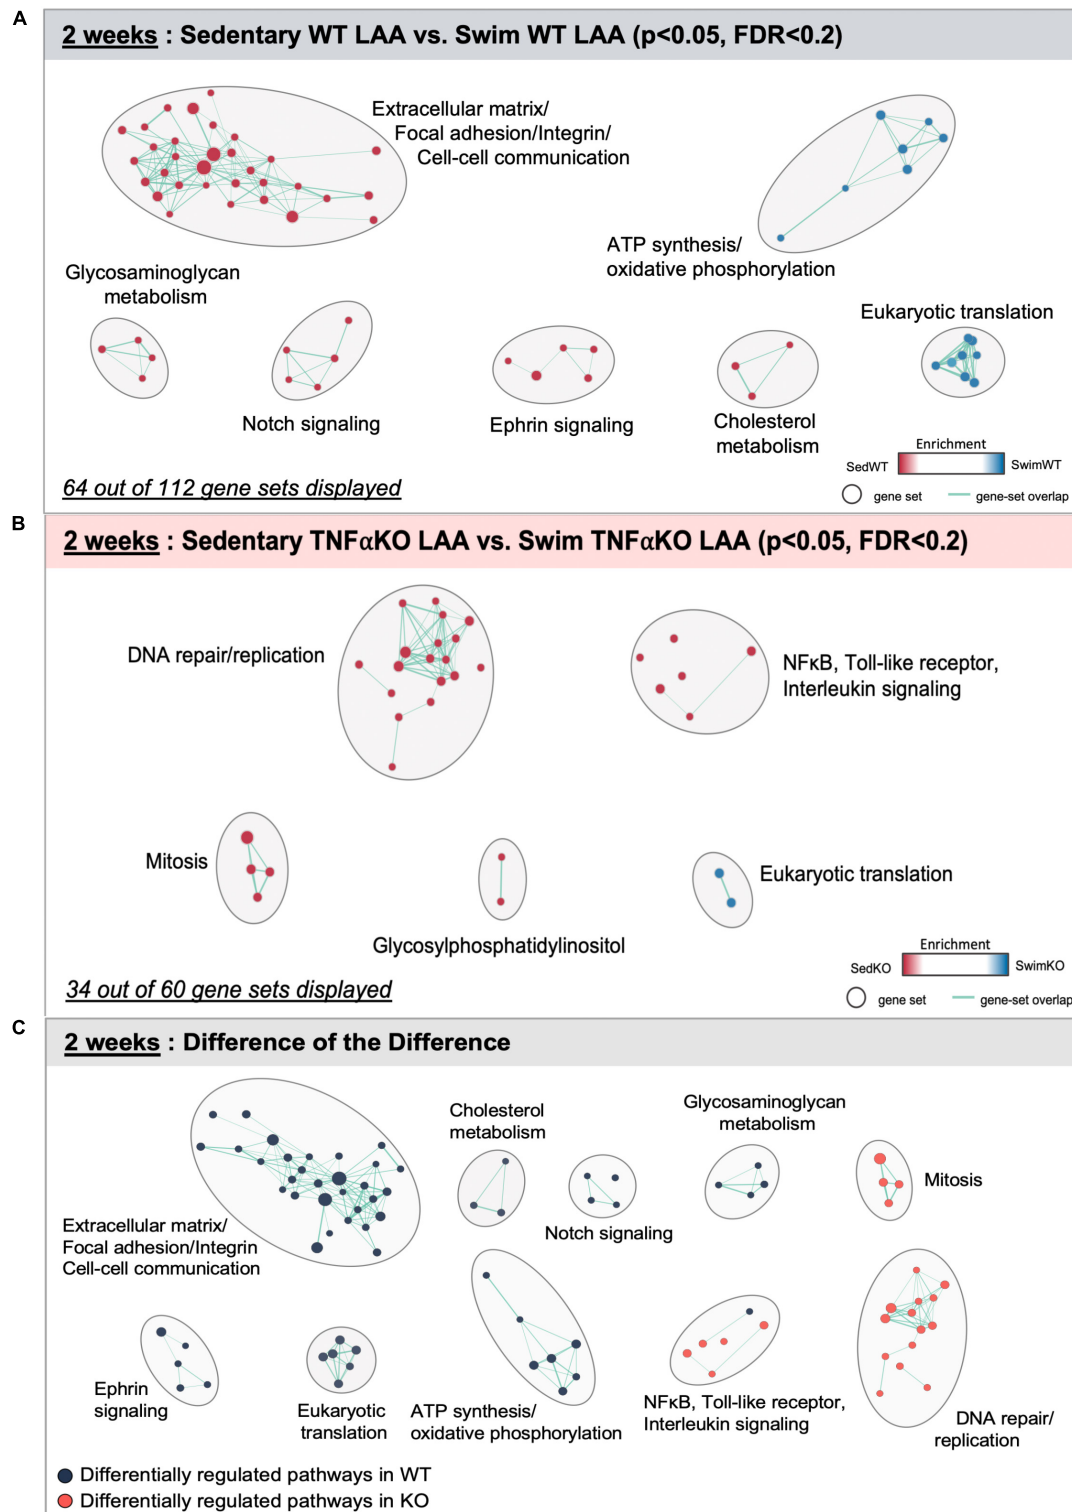 A
2 weeks : Sedentary WT LAA vs. Swim WT LAA (p<0.05, FDR<0.2)
Extracellular matrix/
Focal adhesion/Integrin/
Cell-cell communication
ATP synthesis/
oxidative phosphorylation
Glycosaminoglycan
metabolism
Eukaryotic translation
Notch signaling
Ephrin signaling
Cholesterol
metabolism
Enrichment
SedWT
SwimWT
gene set
gene-set overlap
64 out of 112 gene sets displayed
B
2 weeks : Sedentary TNFαKO LAA vs. Swim TNFαKO LAA (p<0.05, FDR<0.2)
DNA repair/replication
NFκB, Toll-like receptor,
Interleukin signaling
Mitosis
Eukaryotic translation
Glycosylphosphatidylinositol
Enrichment
SedKO
SwimKO
gene set
gene-set overlap
34 out of 60 gene sets displayed
C
2 weeks : Difference of the Difference
Cholesterol
metabolism
Glycosaminoglycan
metabolism
Mitosis
Notch signaling
Extracellular matrix/
Focal adhesion/Integrin
Cell-cell communication
Ephrin
signaling
Eukaryotic
translation
ATP synthesis/
oxidative phosphorylation
NFκB, Toll-like receptor,
Interleukin signaling
DNA repair/
replication
Differentially regulated pathways in WT
Differentially regulated pathways in KO